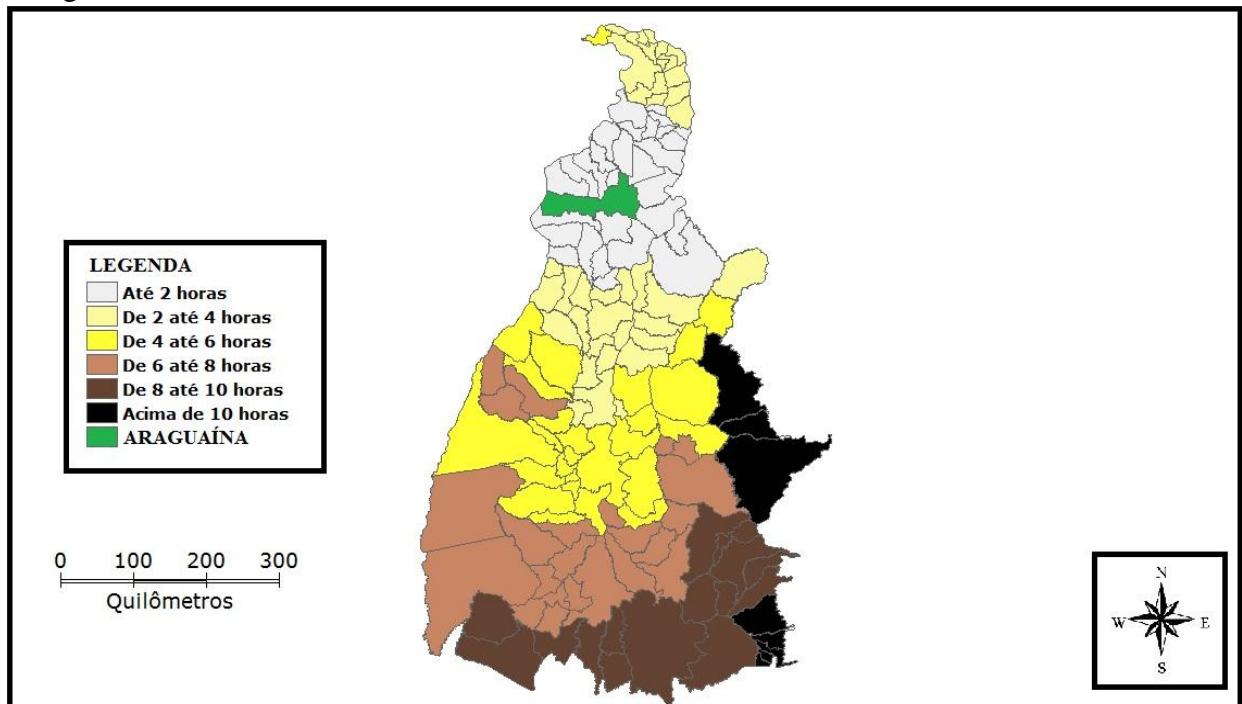 LEGENDA
Até 2 horas
De 2 até 4 horas
De 4 até 6 horas
De 6 até 8 horas
De 8 até 10 horas
Acima de 10 horas
ARAGUAÍNA
0 100 200 300
Quilômetros
N
W E
S